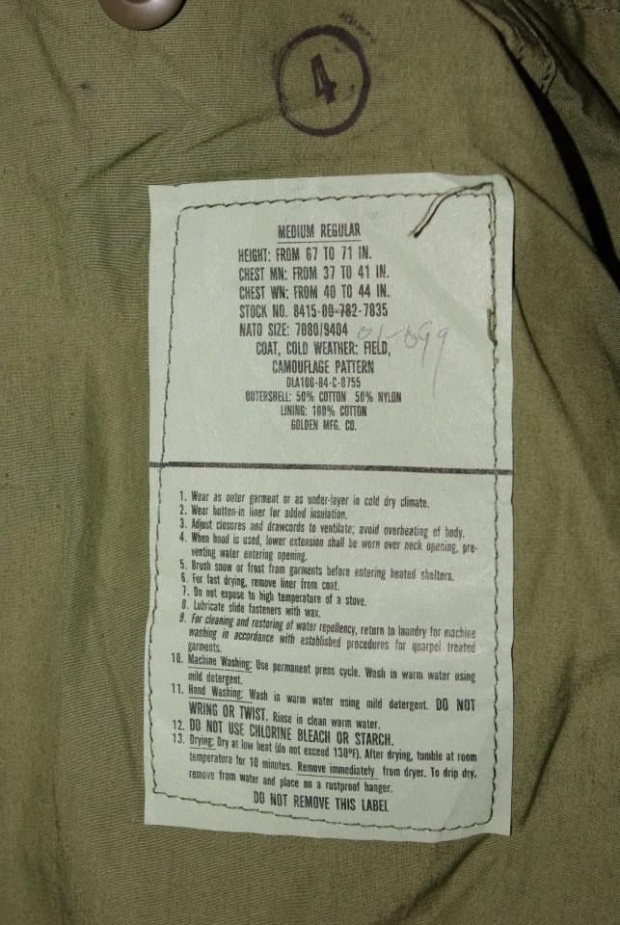 4
MEDIUM REGULAR
HEIGHT: FROM 67 TO 71 IN.
CHEST MN: FROM 37 TO 41 IN.
CHEST WN: FROM 40 TO 44 IN.
STOCK NO. 8415-00-782-7835
NATO SIZE: 7080/9404
COAT, COLD WEATHER: FIELD,
CAMOUFLAGE PATTERN
DLA100-84-C-0755
OUTERSHELL: 50% COTTON 50% NYLON
LINING: 100% COTTON
GOLDEN MFG. CO.
1. Wear as outer garment or as under-layer in cold dry climate.
2. Wear button-in liner for added insulation.
3. Adjust closures and drawcords to ventilate; avoid overheating of body.
4. When hood is used, lower extension shall be worn over neck opening, pre-
venting water entering opening.
5. Brush snow or frost from garments before entering heated shelters.
6. For fast drying, remove liner from coat.
7. Do not expose to high temperature of a stove.
8. Lubricate slide fasteners with wax.
9. For cleaning and restoring of water repellency, return to laundry for machine
washing in accordance with established procedures for quarpel treated
garments.
10. Machine Washing: Use permanent press cycle. Wash in warm water using
mild detergent.
11. Hand Washing: Wash in warm water using mild detergent. DO NOT
WRING OR TWIST. Rinse in clean warm water.
12. DO NOT USE CHLORINE BLEACH OR STARCH.
13. Drying: Dry at low heat (do not exceed 130°F). After drying, tumble at room
temperature for 10 minutes. Remove immediately from dryer. To drip dry,
remove from water and place on a rustproof hanger.
DO NOT REMOVE THIS LABEL